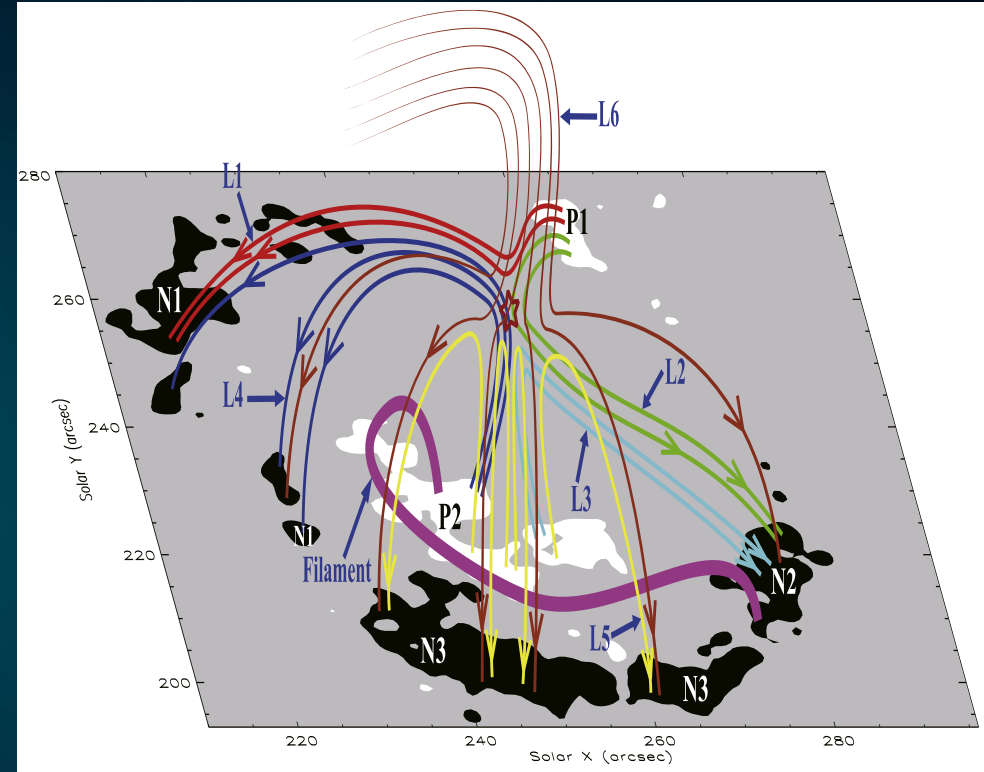 L6
280
L1
P1
N1
260
L2
L4
240
Solar Y (arcsec)
L3
P2
N1
Filament
220
N2
L5
N3
N3
200
220 240 260 280
Solar X (arcsec)